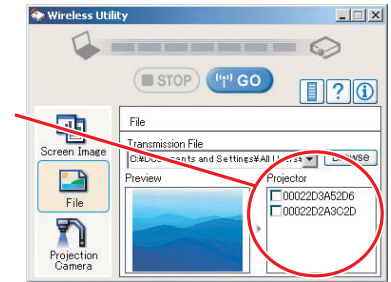 Wireless Utility
STOP GO
?
File
Screen Image
Transmission File
C:¥Documents and Settings¥All Users¥ Browse
Preview Projector
File
00022D3A52D6
00022D2A3C2D
Projection
Camera